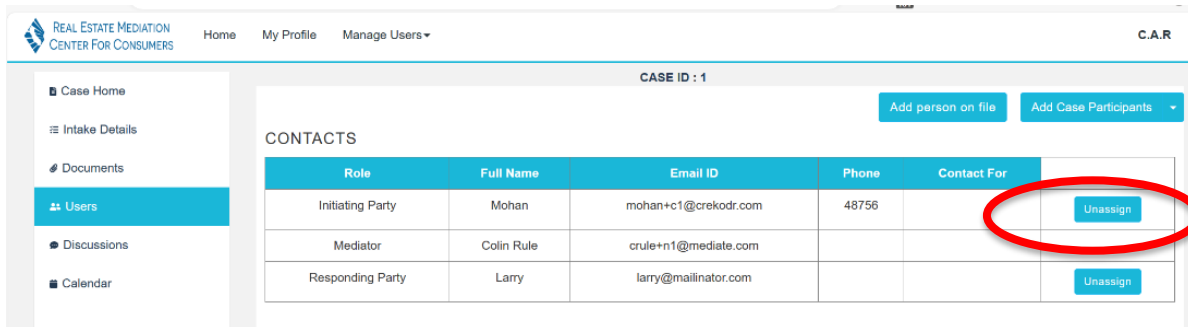 REAL ESTATE MEDIATION
CENTER FOR CONSUMERS
Home My Profile Manage Users
C.A.R
CASE ID : 1
Case Home
Intake Details
Documents
Users
Discussions
Calendar
Add person on file Add Case Participants
CONTACTS
Role Full Name Email ID Phone Contact For
Initiating Party Mohan mohan+c1@crekodr.com 48756 Unassign
Mediator Colin Rule crule+n1@mediate.com
Responding Party Larry larry@mailinator.com Unassign